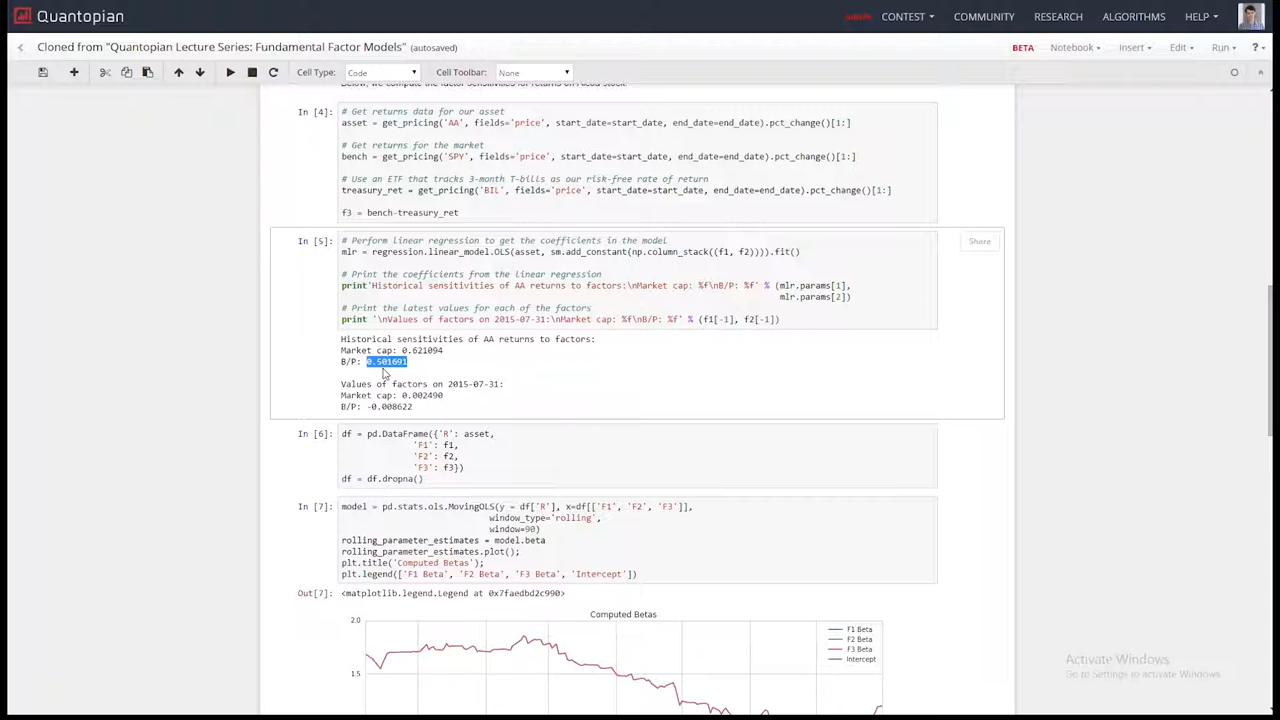 Quantopian
CONTEST
COMMUNITY
RESEARCH
ALGORITHMS
HELP
Cloned from "Quantopian Lecture Series: Fundamental Factor Models" (autosaved)
BETA
Notebook
Insert
Edit
Run
?
Cell Type:
Code
Cell Toolbar:
None
In [4]:
# Get returns data for our asset
asset = get_pricing('AA', fields='price', start_date=start_date, end_date=end_date).pct_change()[1:]
# Get returns for the market
bench = get_pricing('SPY', fields='price', start_date=start_date, end_date=end_date).pct_change()[1:]
# Use an ETF that tracks 3-month T-bills as our risk-free rate of return
treasury_ret = get_pricing('BIL', fields='price', start_date=start_date, end_date=end_date).pct_change()[1:]
f3 = bench-treasury_ret
In [5]:
# Perform linear regression to get the coefficients in the model
mlr = regression.linear_model.OLS(asset, sm.add_constant(np.column_stack((f1, f2)))).fit()
# Print the coefficients from the linear regression
print'Historical sensitivities of AA returns to factors:\nMarket cap: %f\nB/P: %f' % (mlr.params[1],
mlr.params[2])
# Print the latest values for each of the factors
print '\nValues of factors on 2015-07-31:\nMarket cap: %f\nB/P: %f' % (f1[-1], f2[-1])
Share
Historical sensitivities of AA returns to factors:
Market cap: 0.621094
B/P: 0.501691
Values of factors on 2015-07-31:
Market cap: 0.002490
B/P: -0.008622
In [6]:
df = pd.DataFrame({'R': asset,
'F1': f1,
'F2': f2,
'F3': f3})
df = df.dropna()
In [7]:
model = pd.stats.ols.MovingOLS(y = df['R'], x=df[['F1', 'F2', 'F3']],
window_type='rolling',
window=90)
rolling_parameter_estimates = model.beta
rolling_parameter_estimates.plot();
plt.title('Computed Betas');
plt.legend(['F1 Beta', 'F2 Beta', 'F3 Beta', 'Intercept'])
Out[7]:
<matplotlib.legend.Legend at 0x7faedbd2c990>
Computed Betas
2.0
1.5
F1 Beta
F2 Beta
F3 Beta
Intercept
Activate Windows
Go to Settings to activate Windows.